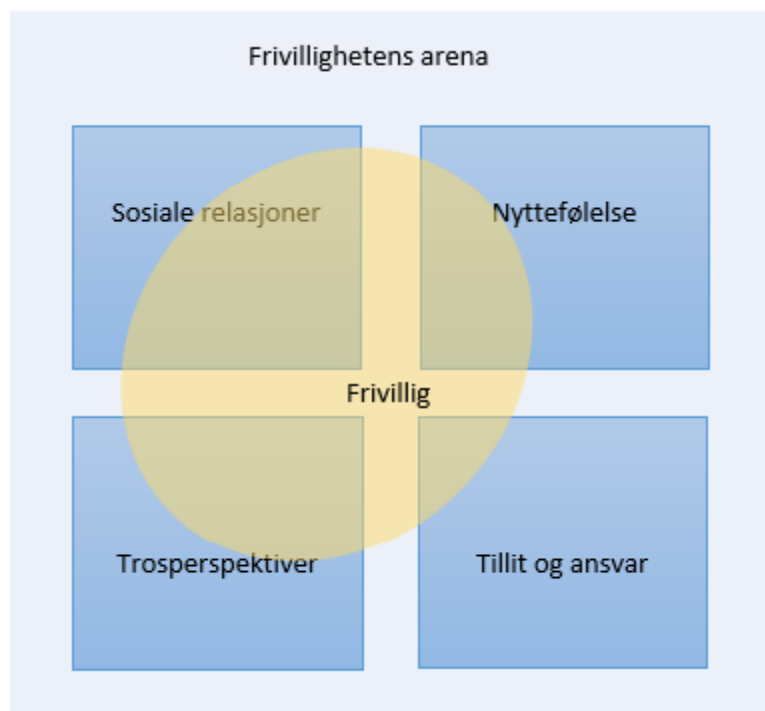 Frivillighetens arena
Sosiale relasjoner
Nyttefølelse
Frivillig
Trosperspektiver
Tillit og ansvar